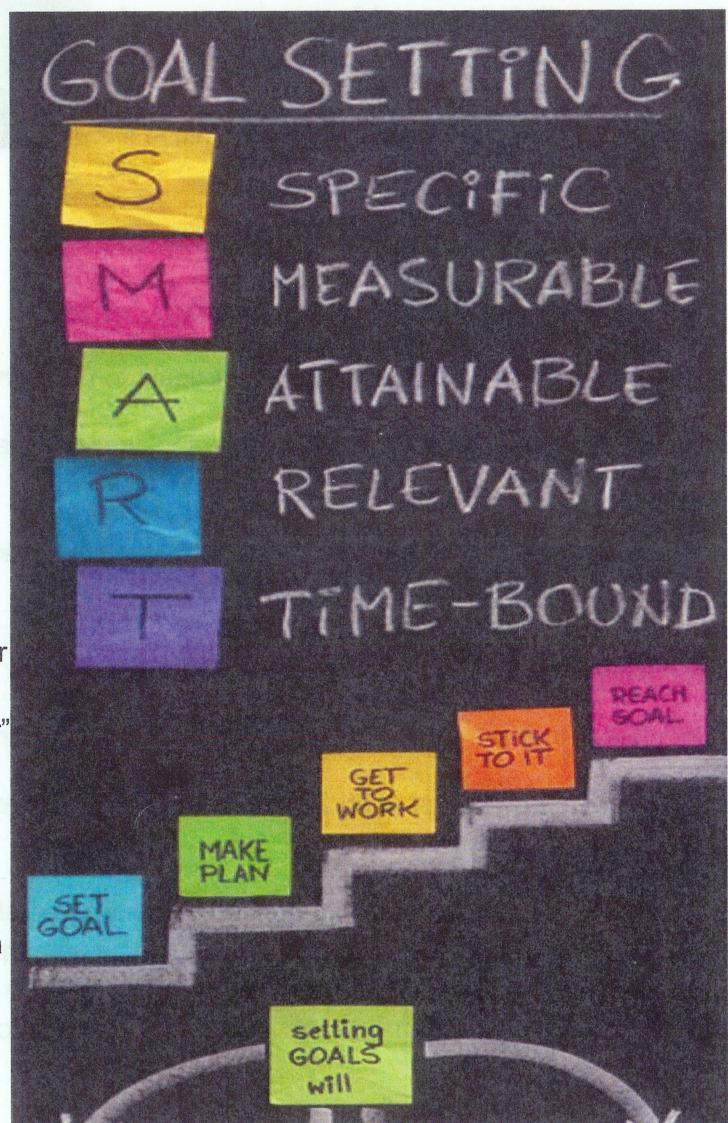 GOAL SETTiNG
S SPECiFiC
M MEASURABLE
A ATTAINABLE
R RELEVANT
T TiME-BOUND
REACH
GOAL
STiCK
TO iT
GET
TO
WORK
MAKE
PLAN
SET
GOAL
setting
GOALS
will